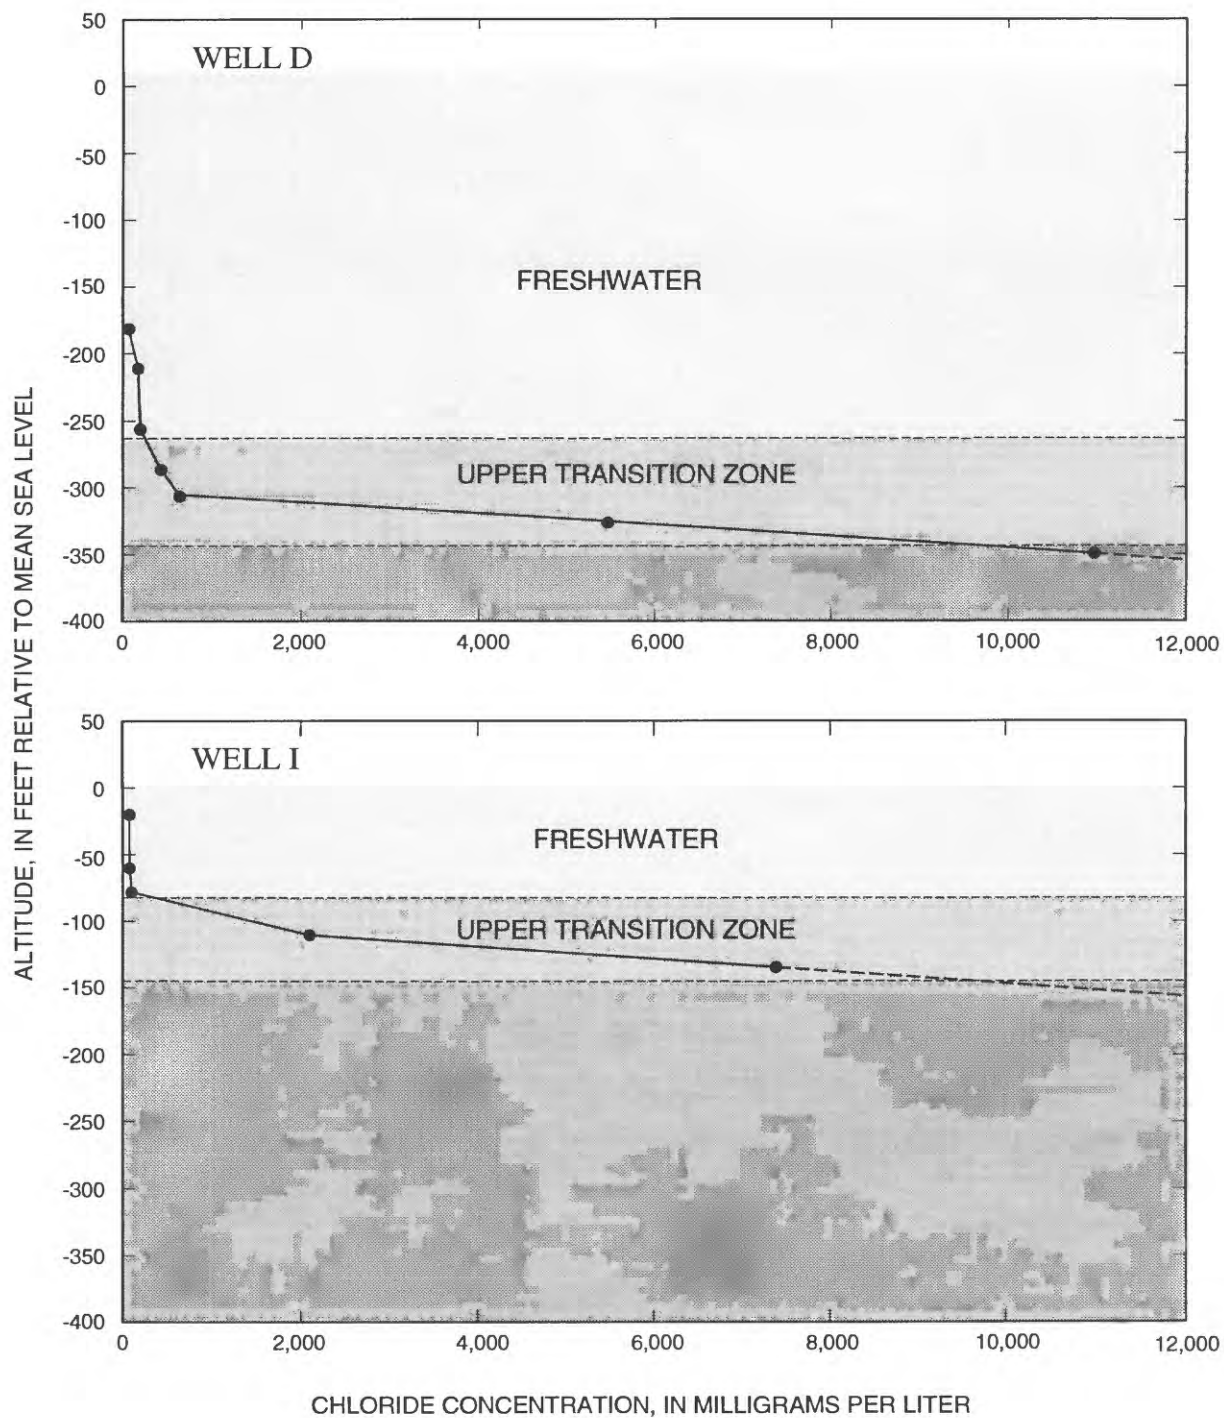 WELL D
50
0
-50
-100
-150
-200
-250
-300
-350
-400
FRESHWATER
UPPER TRANSITION ZONE
0 2,000 4,000 6,000 8,000 10,000 12,000
ALTITUDE, IN FEET RELATIVE TO MEAN SEA LEVEL
WELL I
50
0
-50
-100
-150
-200
-250
-300
-350
-400
FRESHWATER
UPPER TRANSITION ZONE
0 2,000 4,000 6,000 8,000 10,000 12,000
CHLORIDE CONCENTRATION, IN MILLIGRAMS PER LITER